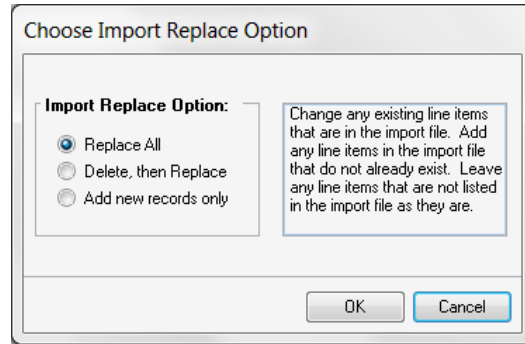 Choose Import Replace Option
Import Replace Option:
Replace All
Delete, then Replace
Add new records only
Change any existing line items
that are in the import file. Add
any line items in the import file
that do not already exist. Leave
any line items that are not listed
in the import file as they are.
OK
Cancel